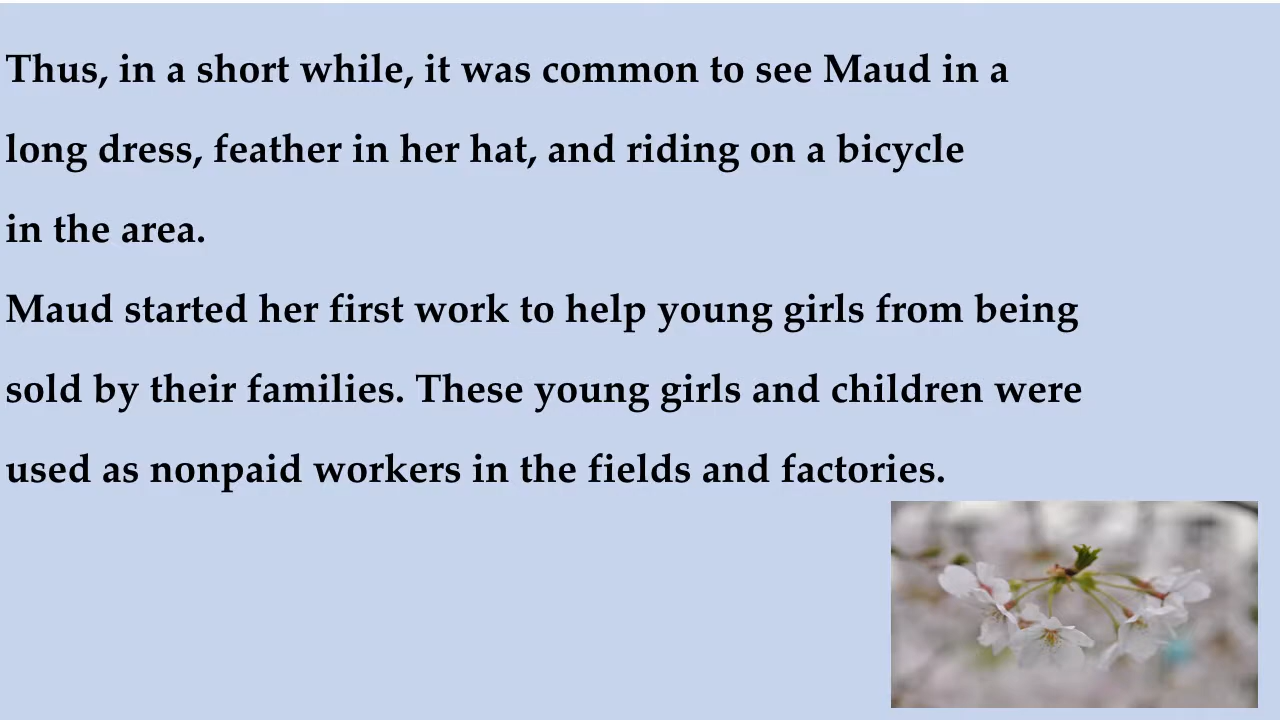 Thus, in a short while, it was common to see Maud in a
long dress, feather in her hat, and riding on a bicycle
in the area.
Maud started her first work to help young girls from being
sold by their families. These young girls and children were
used as nonpaid workers in the fields and factories.